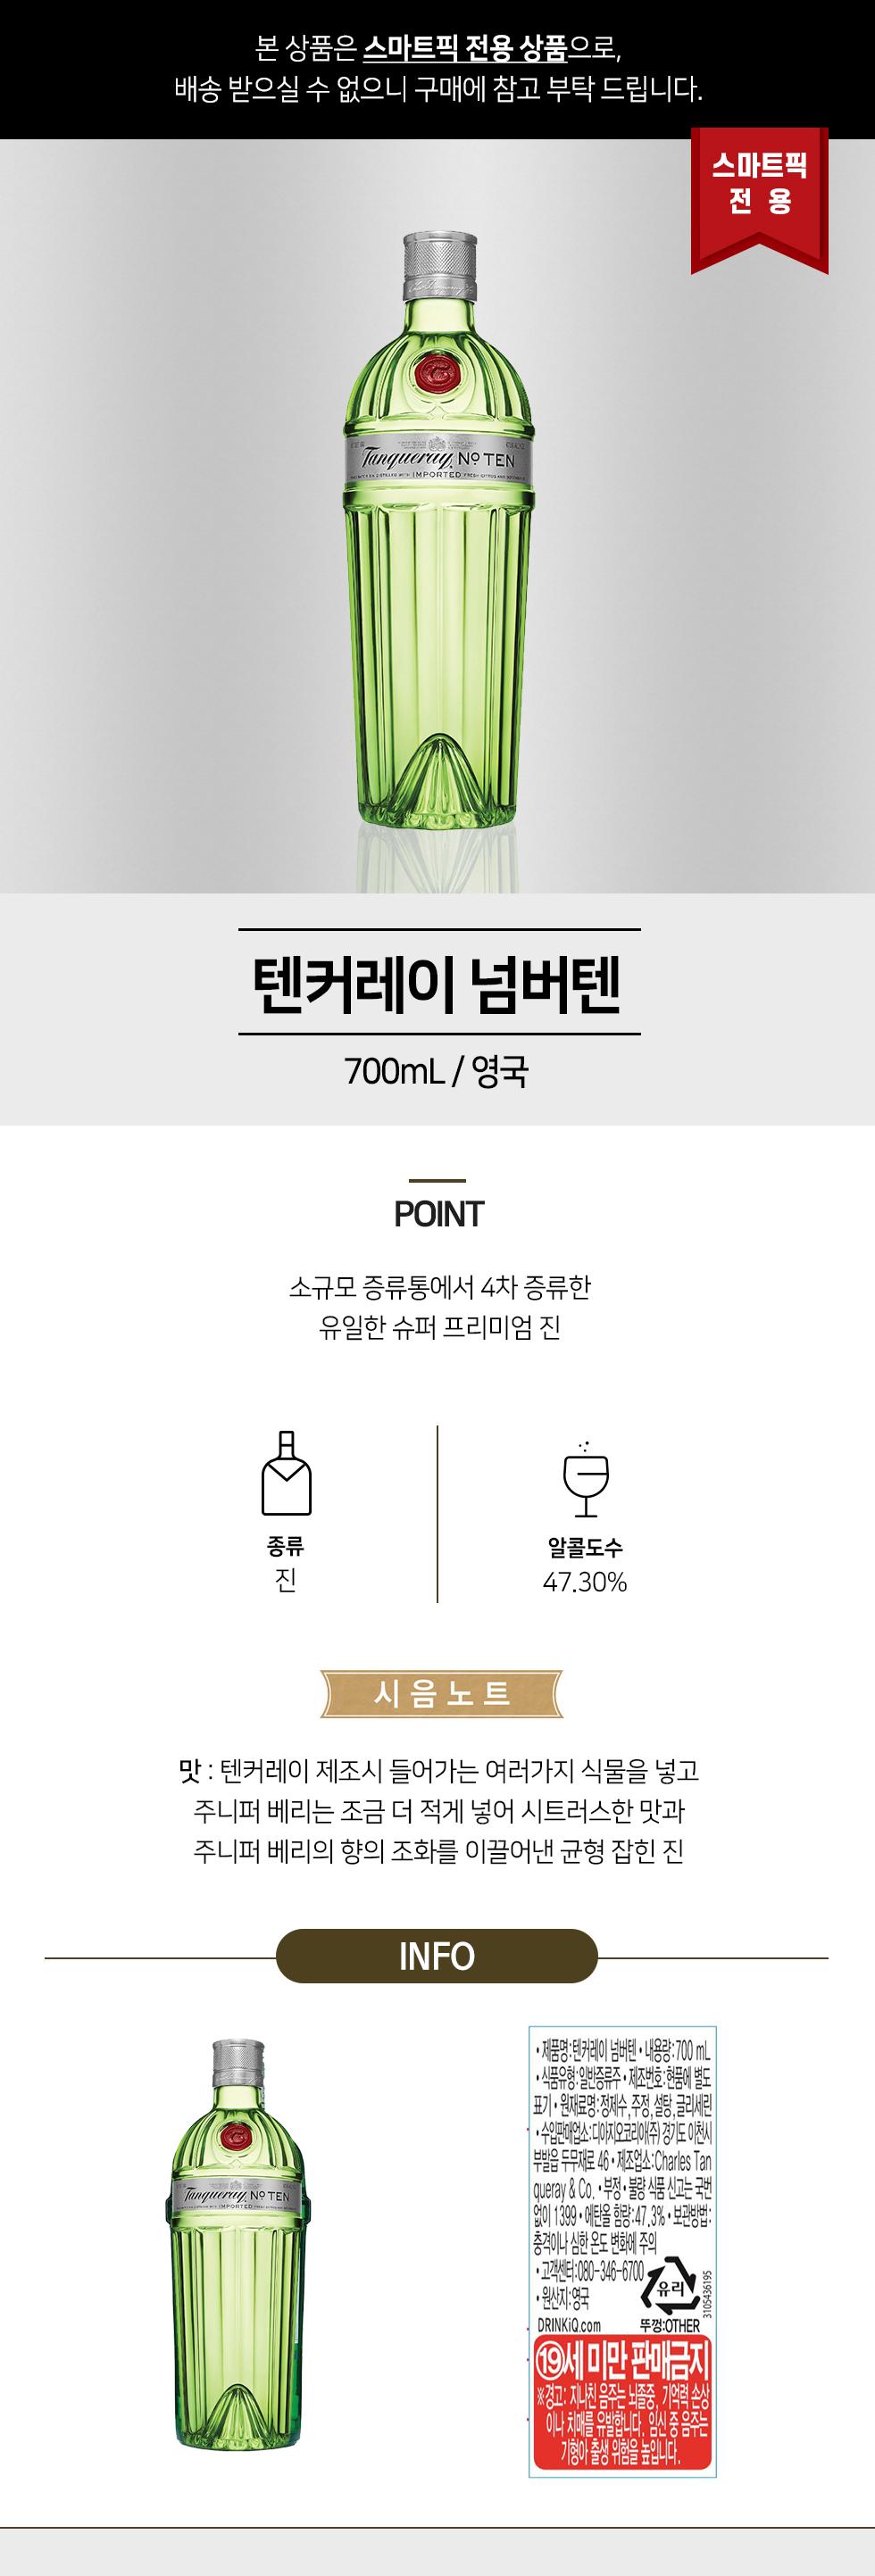 본 상품은 스마트픽 전용 상품으로,
배송 받으실 수 없으니 구매에 참고 부탁 드립니다.
스마트픽
전 용
Tanqueray, Nº TEN
IMPORTED
텐커레이 넘버텐
700mL / 영국
POINT
소규모 증류통에서 4차 증류한
유일한 슈퍼 프리미엄 진
종류
진
알콜도수
47.30%
시음노트
맛 : 텐커레이 제조시 들어가는 여러가지 식물을 넣고
주니퍼 베리는 조금 더 적게 넣어 시트러스한 맛과
주니퍼 베리의 향의 조화를 이끌어낸 균형 잡힌 진
INFO
Tanqueray, Nº TEN
IMPORTED
• 제품명:텐커레이 넘버텐 • 내용량:700 mL
• 식품유형:일반증류주 • 제조번호:현품에 별도
표기 • 원재료명:정제수,주정,설탕,글리세린
• 수입판매업소:디아지오코리아(주) 경기도 이천시
부발읍 두무재로 46 • 제조업소:Charles Tan
queray & Co. • 부정•불량 식품 신고는 국번
없이 1399 • 에탄올 함량:47.3% • 보관방법:
충격이나 심한 온도 변화에 주의
• 고객센터:080-346-6700
• 원산지:영국
유리
3105436195
DRINKiQ.com
뚜껑:OTHER
19세 미만 판매금지
※경고: 지나친 음주는 뇌졸중, 기억력 손상
이나 치매를 유발합니다. 임신 중 음주는
기형아 출생 위험을 높입니다.